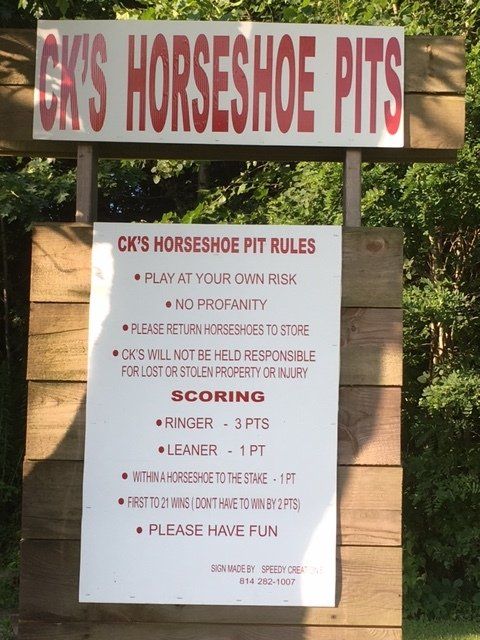 CK'S HORSESHOE PITS
CK'S HORSESHOE PIT RULES
• PLAY AT YOUR OWN RISK
• NO PROFANITY
• PLEASE RETURN HORSESHOES TO STORE
• CK'S WILL NOT BE HELD RESPONSIBLE
FOR LOST OR STOLEN PROPERTY OR INJURY
SCORING
• RINGER - 3 PTS
• LEANER - 1 PT
• WITHIN A HORSESHOE TO THE STAKE - 1 PT
• FIRST TO 21 WINS ( DON'T HAVE TO WIN BY 2 PTS)
• PLEASE HAVE FUN
SIGN MADE BY SPEEDY
814 282-1007